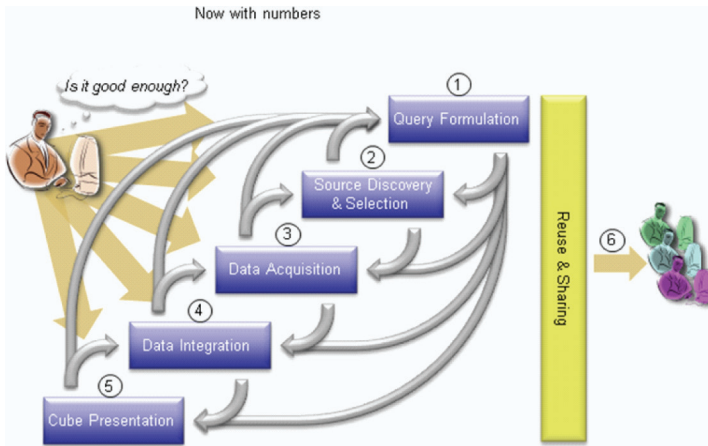 Now with numbers
Is it good enough?
1
Query Formulation
2
Source Discovery
& Selection
3
Data Acquisition
4
Data Integration
5
Cube Presentation
Reuse & Sharing
6